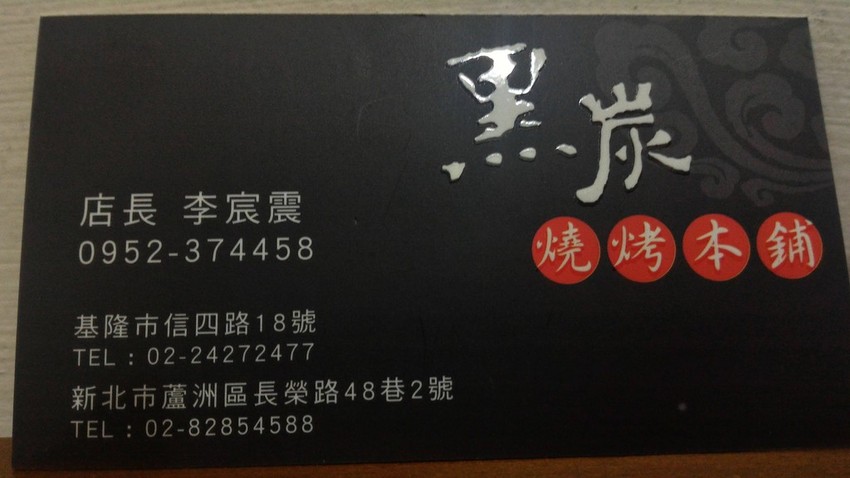 黑炭
燒烤本鋪
店長 李宸震
0952-374458
基隆市信四路18號
TEL：02-24272477
新北市蘆洲區長榮路48巷2號
TEL：02-82854588